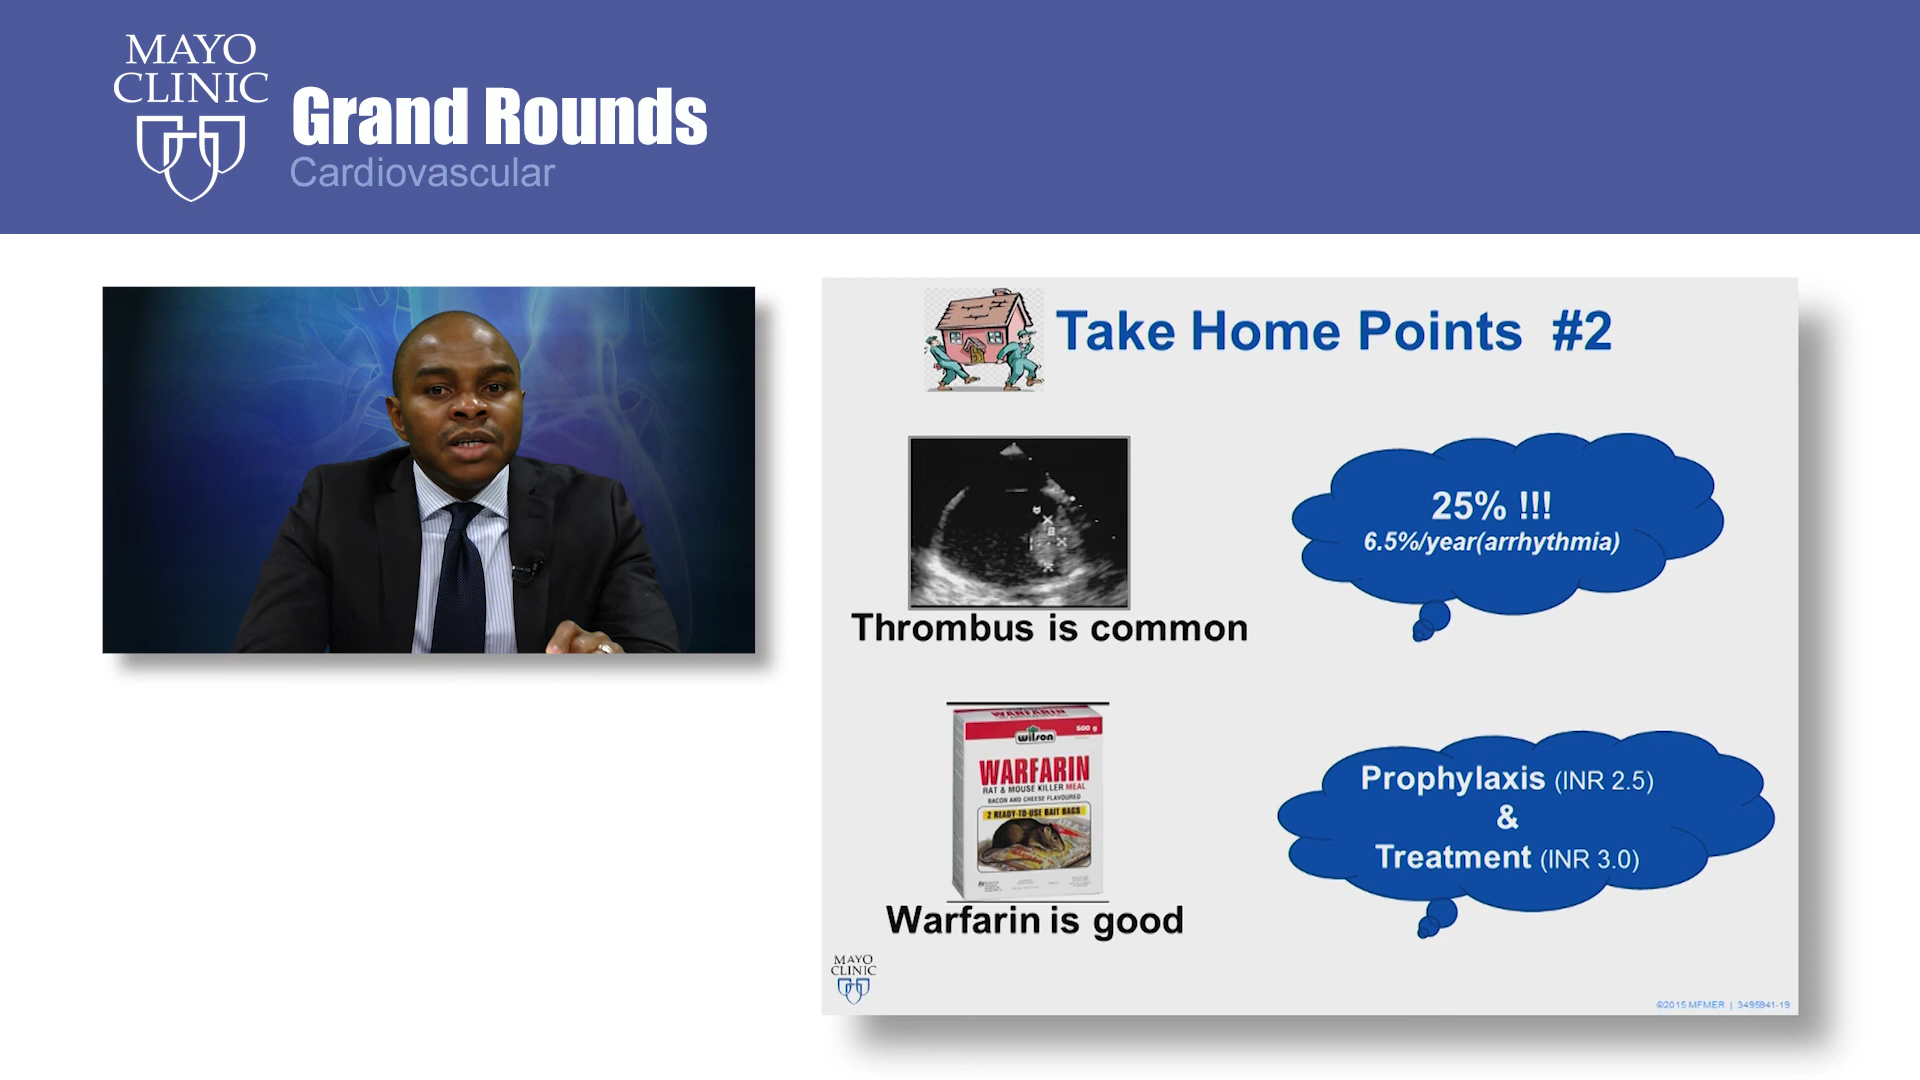 MAYO
CLINIC
Grand Rounds
Cardiovascular
Take Home Points #2
25% !!!
6.5%/year(arrhythmia)
Thrombus is common
WARFARIN
500 g
wilson
WARFARIN
RAT & MOUSE KILLER MEAL
BACON AND CHEESE FLAVOURED
2 READY-TO-USE BAIT BAGS
Prophylaxis (INR 2.5)
&
Treatment (INR 3.0)
Warfarin is good
MAYO
CLINIC
©2015 MFMER | 3495841-19